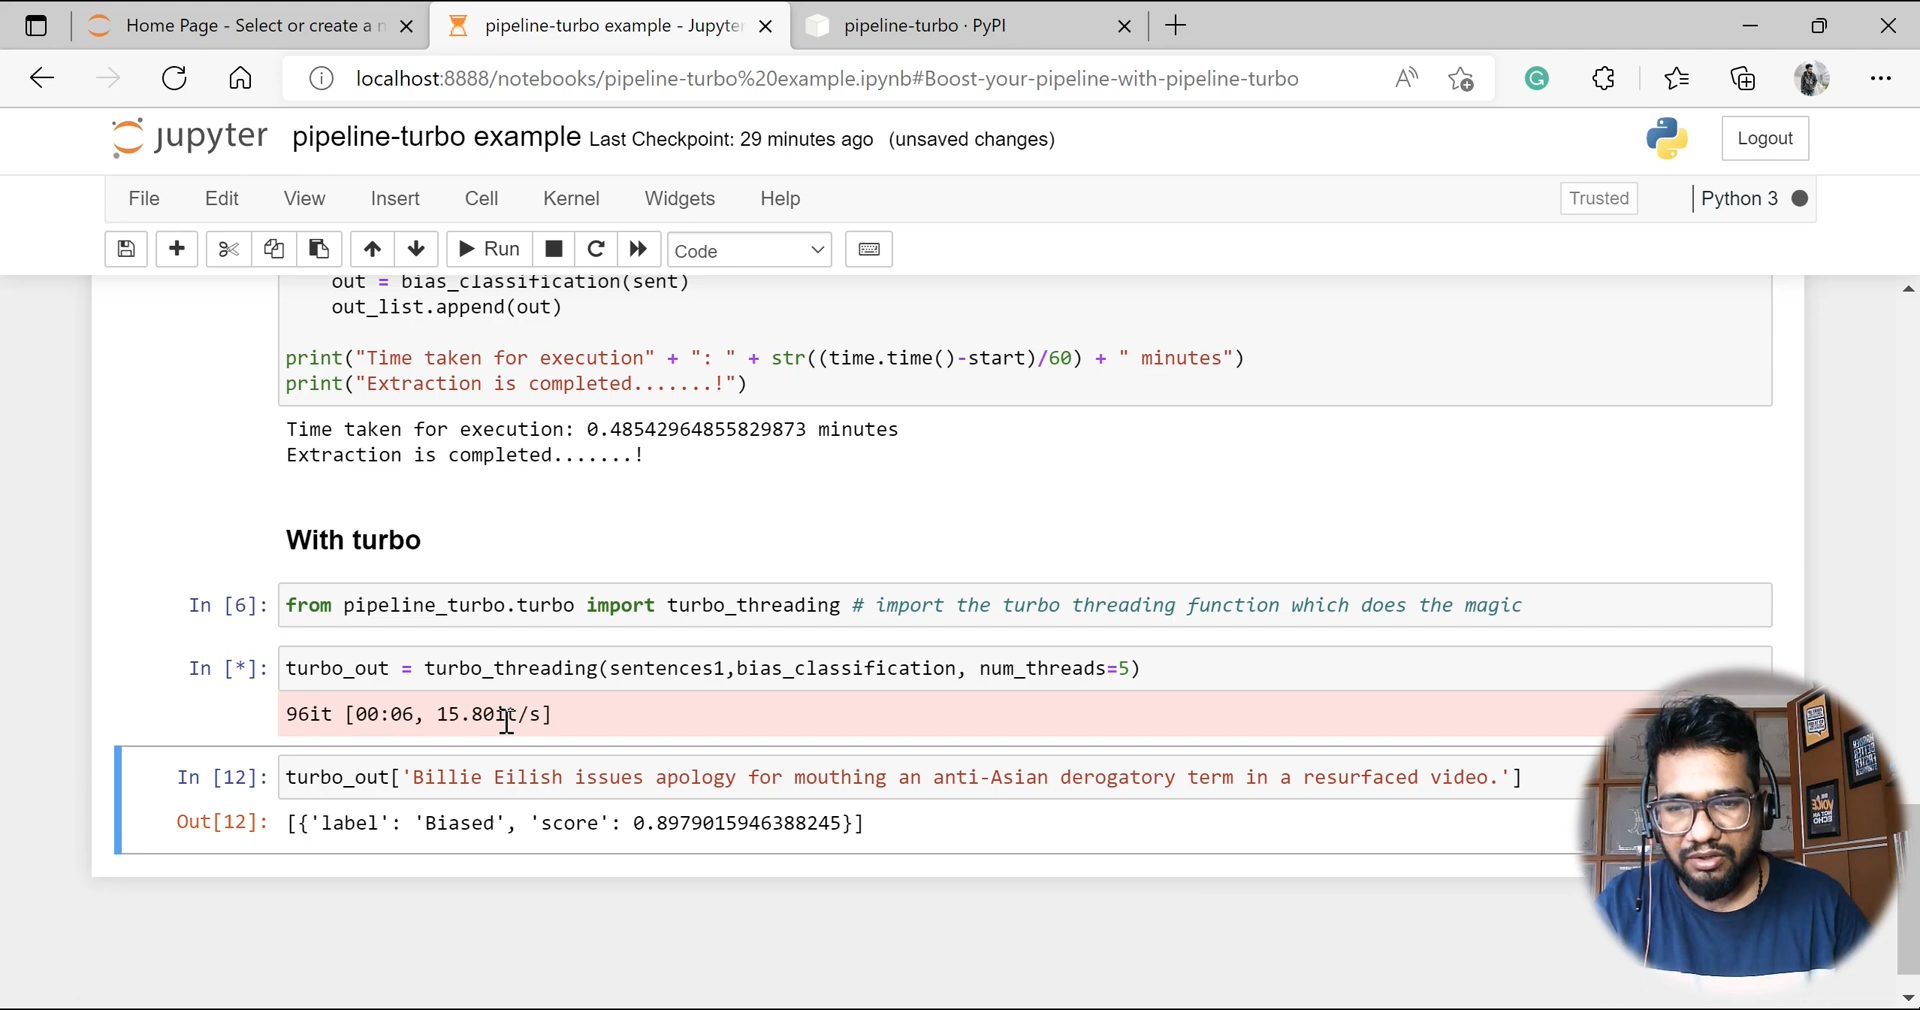 Home Page - Select or create a n
pipeline-turbo example - Jupyter
pipeline-turbo · PyPI
localhost:8888/notebooks/pipeline-turbo%20example.ipynb#Boost-your-pipeline-with-pipeline-turbo
jupyter pipeline-turbo example Last Checkpoint: 29 minutes ago (unsaved changes)
Logout
File Edit View Insert Cell Kernel Widgets Help
Trusted
Python 3
Run
Code
out = bias_classification(sent)
out_list.append(out)
print("Time taken for execution" + ": " + str((time.time()-start)/60) + " minutes")
print("Extraction is completed.......!")
Time taken for execution: 0.48542964855829873 minutes
Extraction is completed.......!
With turbo
In [6]: from pipeline_turbo.turbo import turbo_threading # import the turbo threading function which does the magic
In [*]: turbo_out = turbo_threading(sentences1,bias_classification, num_threads=5)
96it [00:06, 15.80it/s]
In [12]: turbo_out['Billie Eilish issues apology for mouthing an anti-Asian derogatory term in a resurfaced video.']
Out[12]: [{'label': 'Biased', 'score': 0.8979015946388245}]